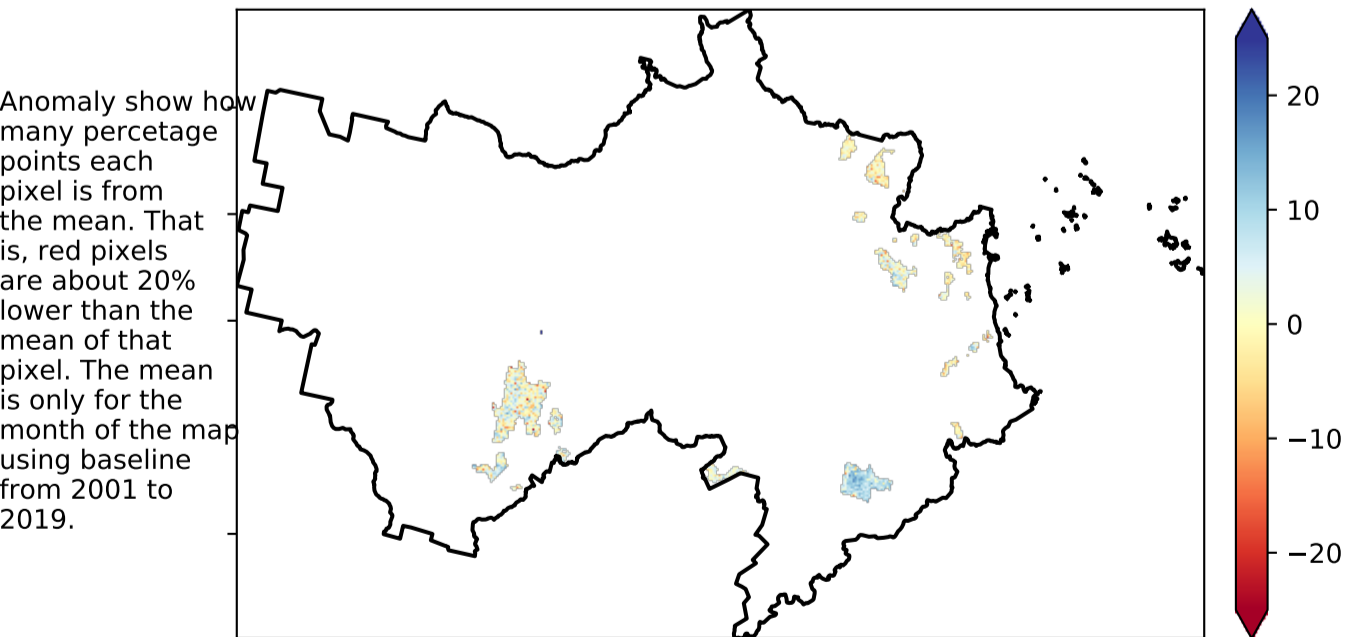 Anomaly show how
many percetage
points each
pixel is from
the mean. That
is, red pixels
are about 20%
lower than the
mean of that
pixel. The mean
is only for the
month of the map
using baseline
from 2001 to
2019.
20
10
0
−10
−20